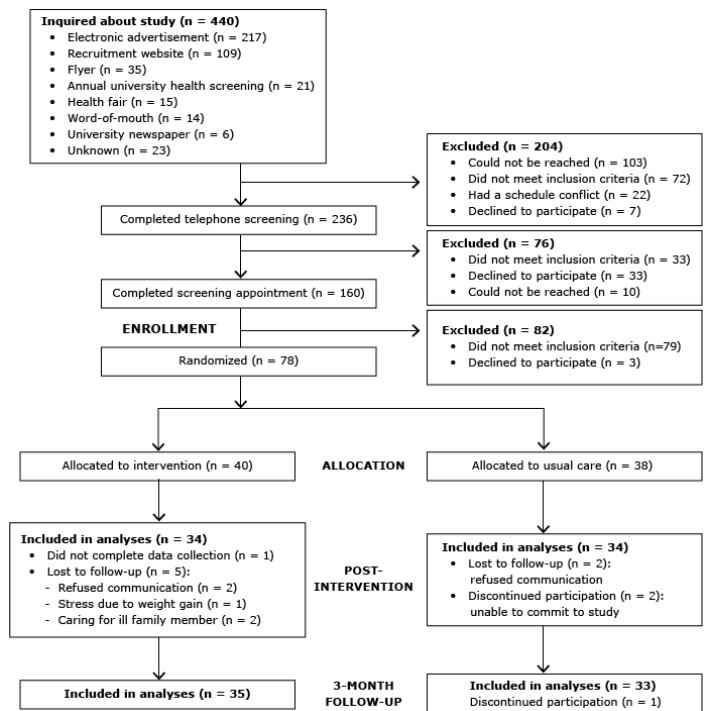 Inquired about study (n = 440)
• Electronic advertisement (n = 217)
• Recruitment website (n = 109)
• Flyer (n = 35)
• Annual university health screening (n = 21)
• Health fair (n = 15)
• Word-of-mouth (n = 14)
• University newspaper (n = 6)
• Unknown (n = 23)
Excluded (n = 204)
• Could not be reached (n = 103)
• Did not meet inclusion criteria (n = 72)
• Had a schedule conflict (n = 22)
• Declined to participate (n = 7)
Completed telephone screening (n = 236)
Excluded (n = 76)
• Did not meet inclusion criteria (n = 33)
• Declined to participate (n = 33)
• Could not be reached (n = 10)
Completed screening appointment (n = 160)
ENROLLMENT
Excluded (n = 82)
• Did not meet inclusion criteria (n=79)
• Declined to participate (n = 3)
Randomized (n = 78)
Allocated to intervention (n = 40)
ALLOCATION
Allocated to usual care (n = 38)
Included in analyses (n = 34)
• Did not complete data collection (n = 1)
• Lost to follow-up (n = 5):
- Refused communication (n = 2)
- Stress due to weight gain (n = 1)
- Caring for ill family member (n = 2)
POST-
INTERVENTION
Included in analyses (n = 34)
• Lost to follow-up (n = 2):
refused communication
• Discontinued participation (n = 2):
unable to commit to study
Included in analyses (n = 35)
3-MONTH
FOLLOW-UP
Included in analyses (n = 33)
Discontinued participation (n = 1)